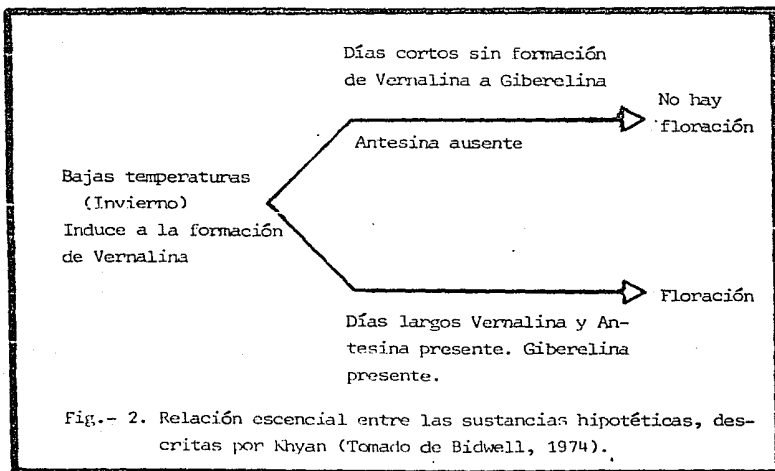 Días cortos sin formación
de Vernalina a Giberelina
No hay
floración
Antesina ausente
Bajas temperaturas
(Invierno)
Induce a la formación
de Vernalina
Floración
Días largos Vernalina y An-
tesina presente. Giberelina
presente.
Fig.- 2. Relación escencial entre las sustancias hipotéticas, des-
critas por Khyan (Tomado de Bidwell, 1974).